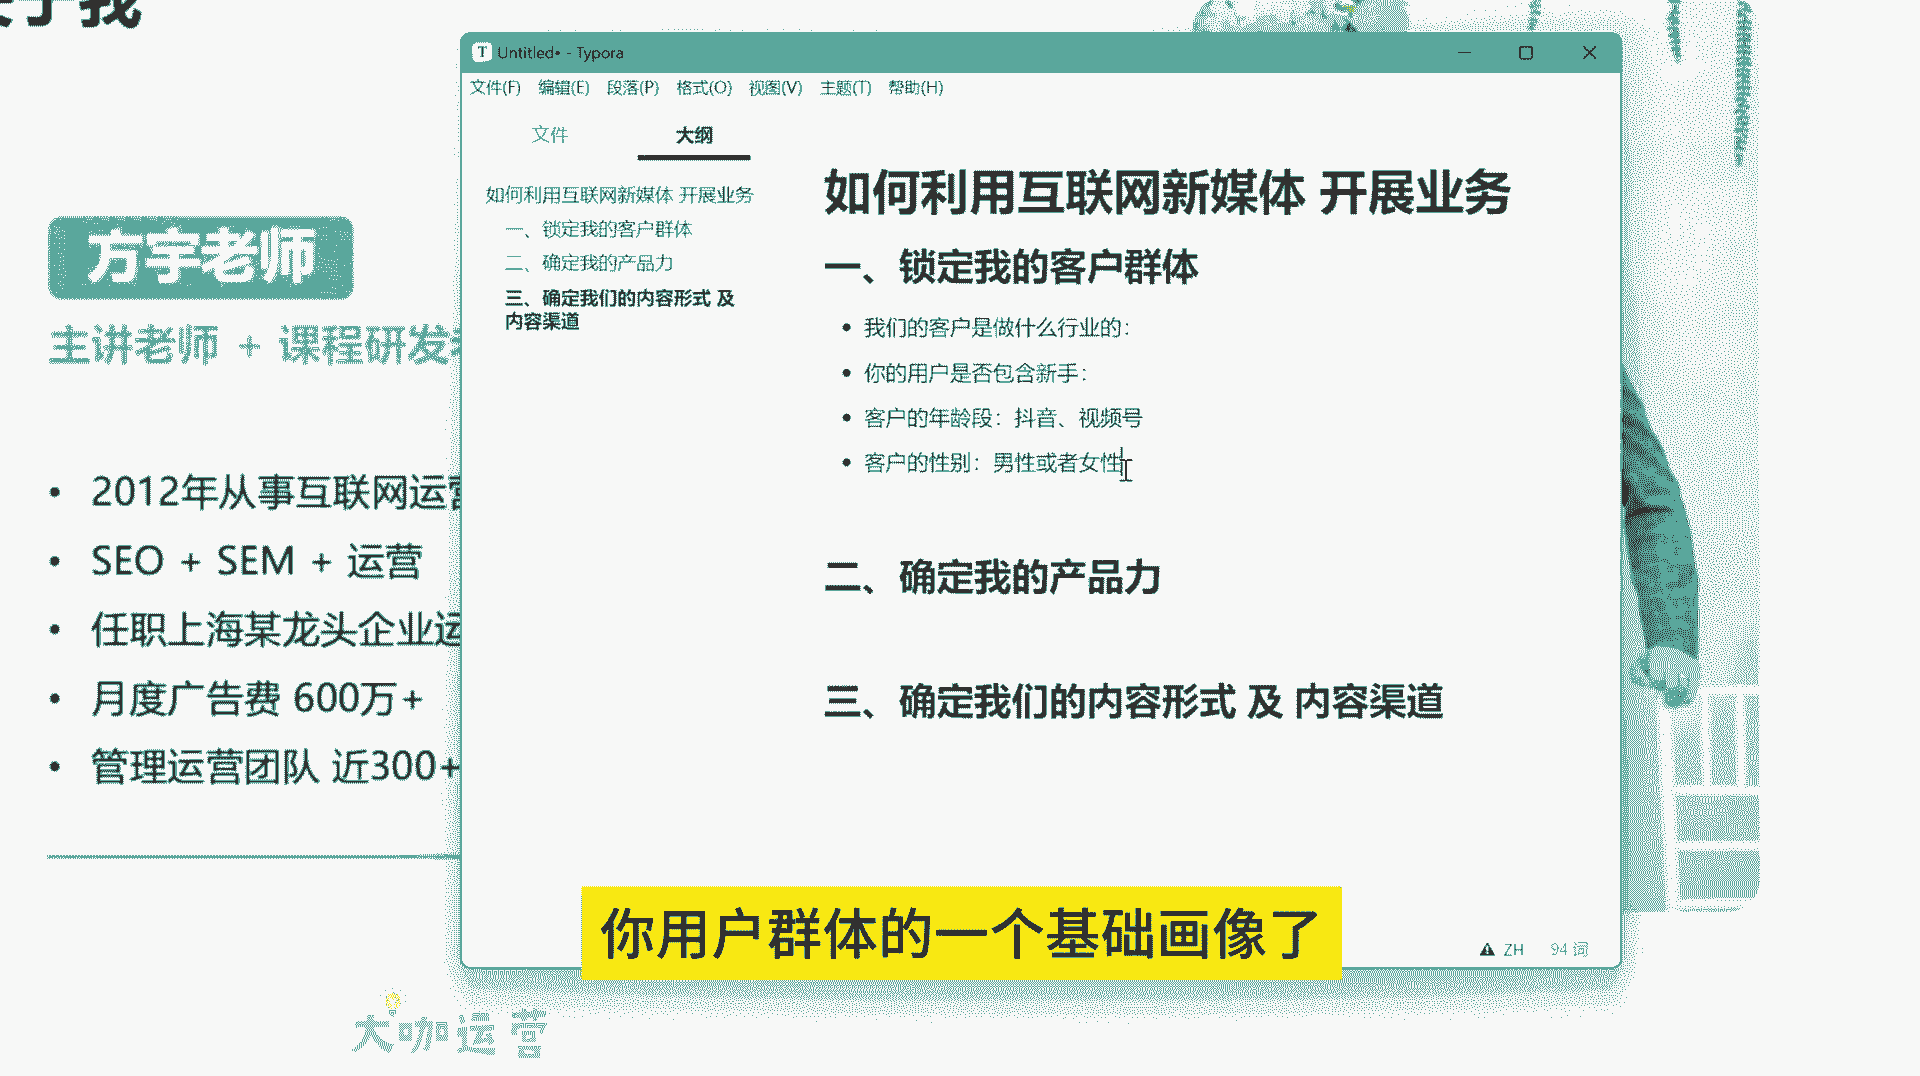 Untitled• - Typora
文件(F) 编辑(E) 段落(P) 格式(O) 视图(V) 主题(T) 帮助(H)
文件 大纲
如何利用互联网新媒体 开展业务
一、锁定我的客户群体
二、确定我的产品力
三、确定我们的内容形式 及
内容渠道
如何利用互联网新媒体 开展业务
一、锁定我的客户群体
• 我们的客户是做什么行业的：
• 你的用户是否包含新手：
• 客户的年龄段：抖音、视频号
• 客户的性别：男性或者女性
二、确定我的产品力
三、确定我们的内容形式 及 内容渠道
ZH 94 词
方宇老师
主讲老师 + 课程研发
• 2012年从事互联网运营
• SEO + SEM + 运营
• 任职上海某龙头企业运
• 月度广告费 600万+
• 管理运营团队 近300+
你用户群体的一个基础画像了
大咖运营